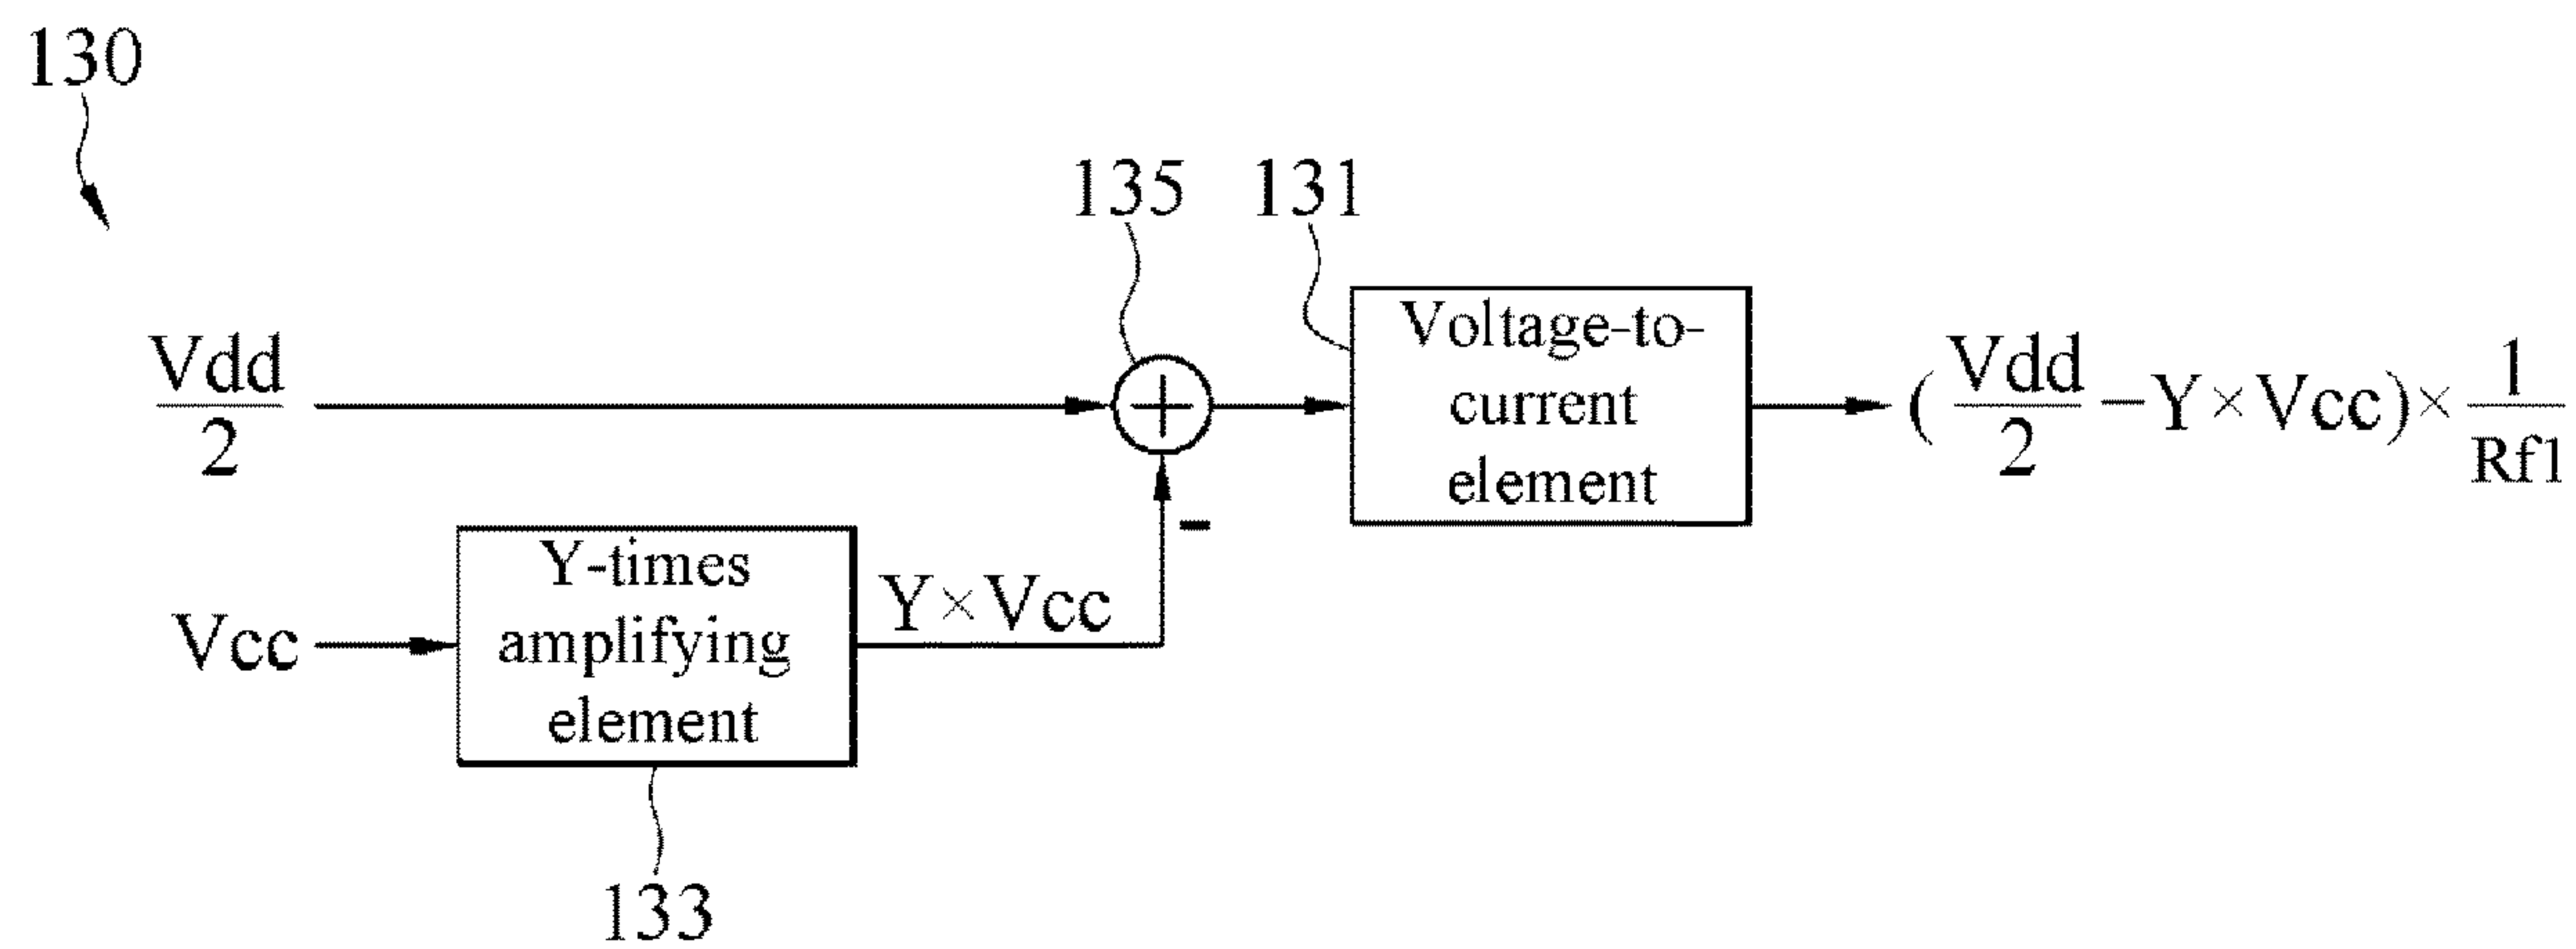 130
135
131
Vdd
2
Voltage-to-
current
element
(Vdd/2 −Y×Vcc)× 1/Rf1
-
Vcc
Y-times
amplifying
element
Y×Vcc
133